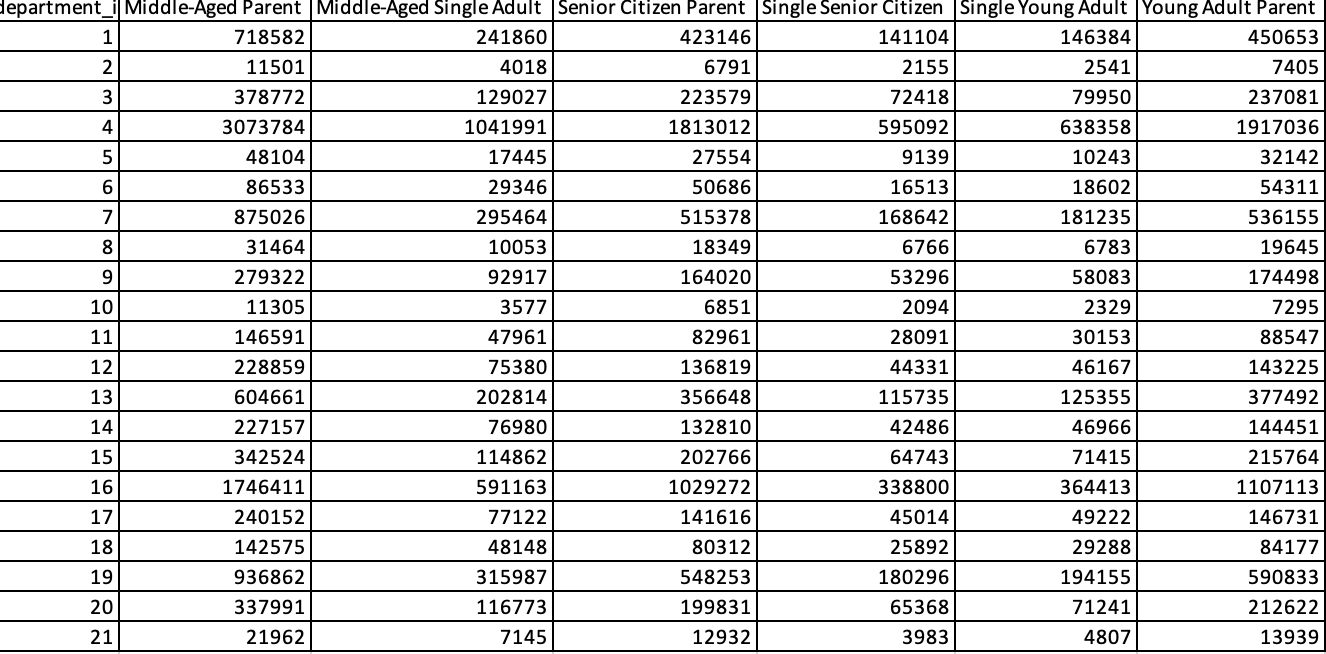 department_i Middle-Aged Parent Middle-Aged Single Adult Senior Citizen Parent Single Senior Citizen Single Young Adult Young Adult Parent
1 718582 241860 423146 141104 146384 450653
2 11501 4018 6791 2155 2541 7405
3 378772 129027 223579 72418 79950 237081
4 3073784 1041991 1813012 595092 638358 1917036
5 48104 17445 27554 9139 10243 32142
6 86533 29346 50686 16513 18602 54311
7 875026 295464 515378 168642 181235 536155
8 31464 10053 18349 6766 6783 19645
9 279322 92917 164020 53296 58083 174498
10 11305 3577 6851 2094 2329 7295
11 146591 47961 82961 28091 30153 88547
12 228859 75380 136819 44331 46167 143225
13 604661 202814 356648 115735 125355 377492
14 227157 76980 132810 42486 46966 144451
15 342524 114862 202766 64743 71415 215764
16 1746411 591163 1029272 338800 364413 1107113
17 240152 77122 141616 45014 49222 146731
18 142575 48148 80312 25892 29288 84177
19 936862 315987 548253 180296 194155 590833
20 337991 116773 199831 65368 71241 212622
21 21962 7145 12932 3983 4807 13939